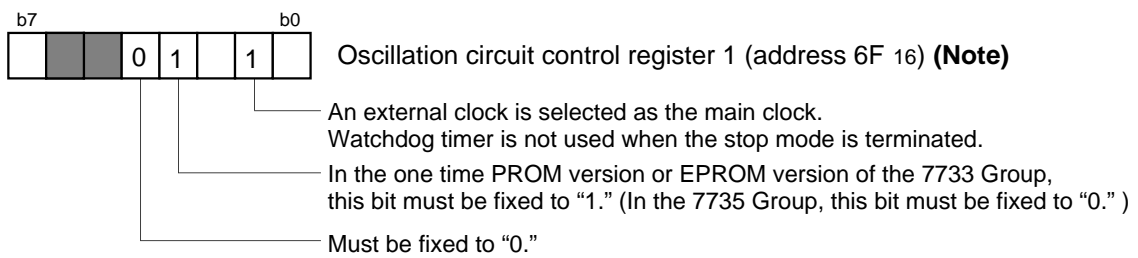 b7 b0
0 1 1 Oscillation circuit control register 1 (address 6F 16) (Note)
An external clock is selected as the main clock.
Watchdog timer is not used when the stop mode is terminated.
In the one time PROM version or EPROM version of the 7733 Group,
this bit must be fixed to “1.” (In the 7735 Group, this bit must be fixed to “0.” )
Must be fixed to “0.”